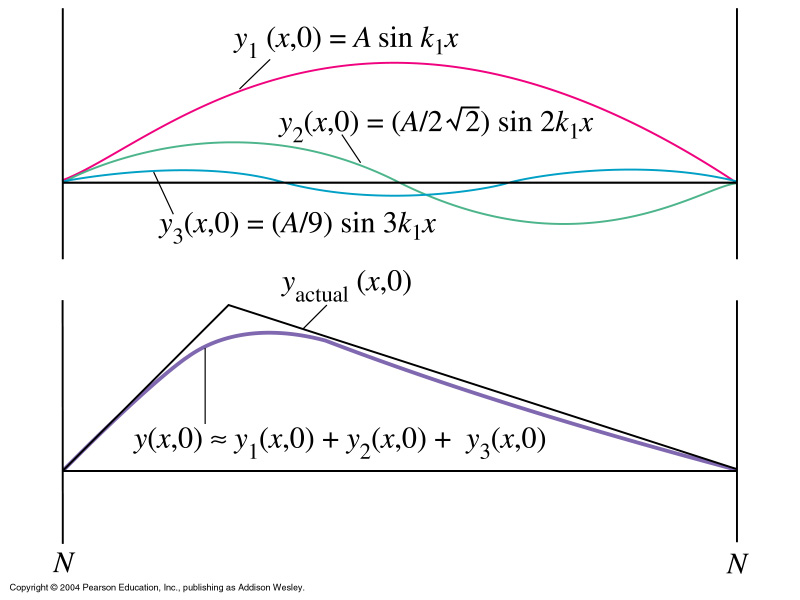 y₁ (x,0) = A sin k₁x
y₂(x,0) = (A/2√2) sin 2k₁x
y₃(x,0) = (A/9) sin 3k₁x
y_actual (x,0)
y(x,0) ≈ y₁(x,0) + y₂(x,0) + y₃(x,0)
N N
Copyright © 2004 Pearson Education, Inc., publishing as Addison Wesley.